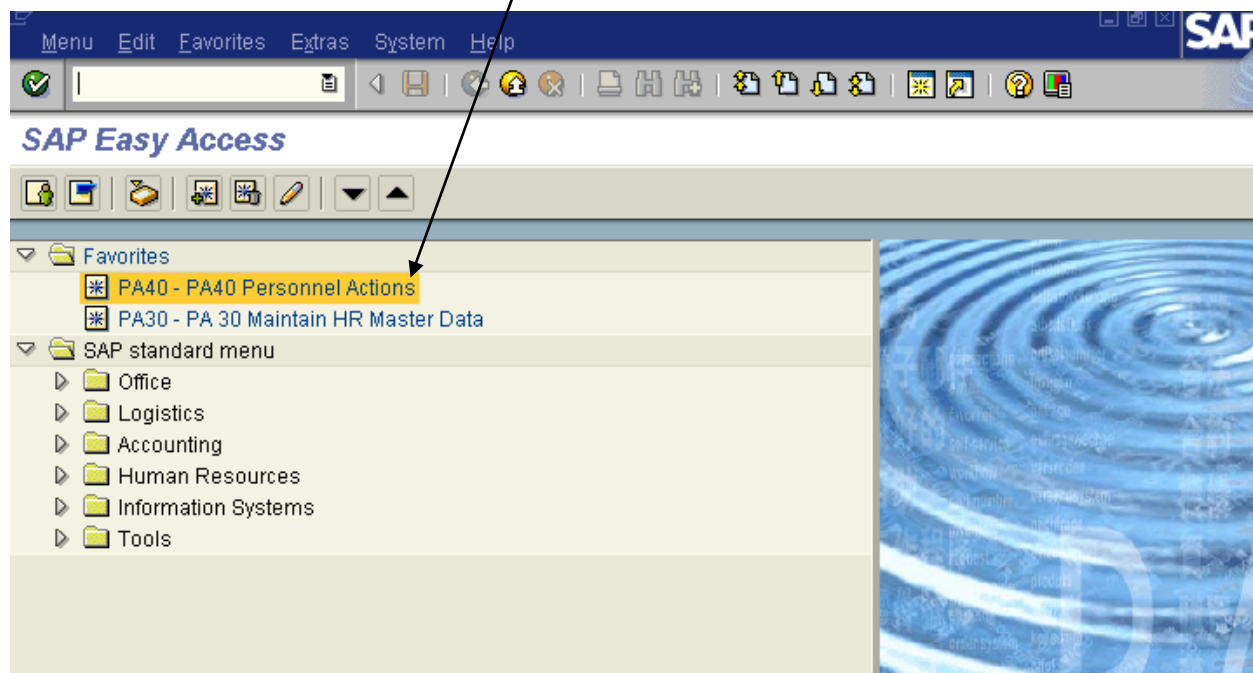 Menu Edit Favorites Extras System Help
SAP
SAP Easy Access
Favorites
PA40 - PA40 Personnel Actions
PA30 - PA 30 Maintain HR Master Data
SAP standard menu
Office
Logistics
Accounting
Human Resources
Information Systems
Tools